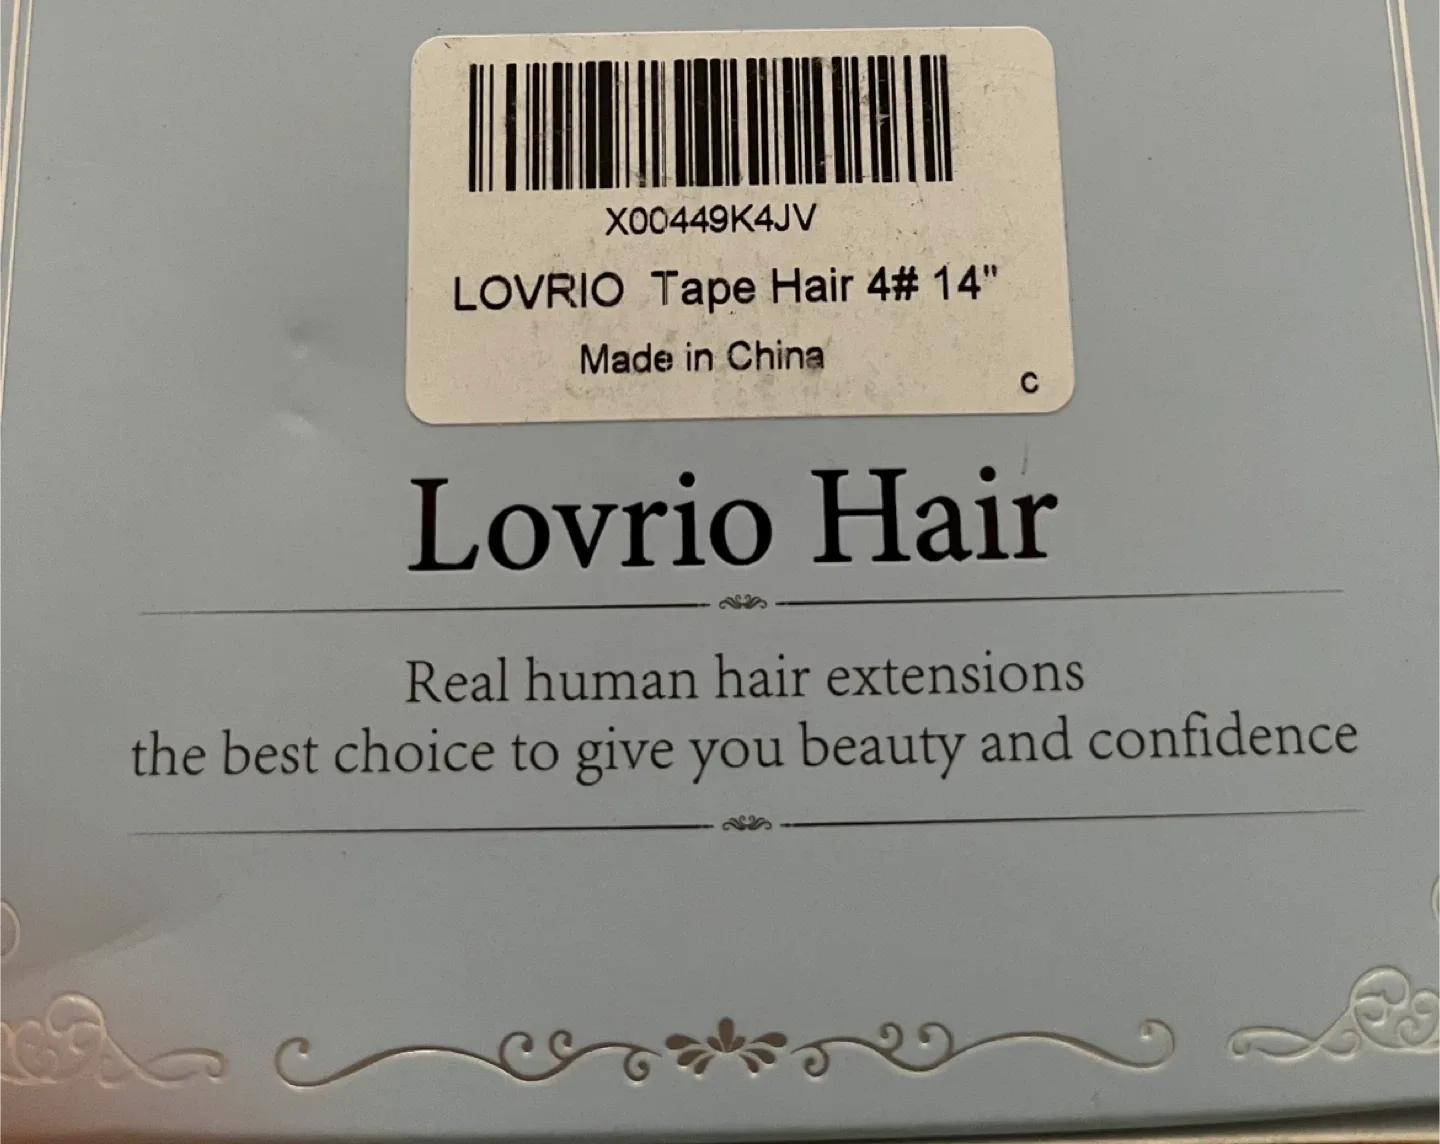 X00449K4JV
LOVRIO Tape Hair 4# 14"
Made in China
C
Lovrio Hair
Real human hair extensions
the best choice to give you beauty and confidence